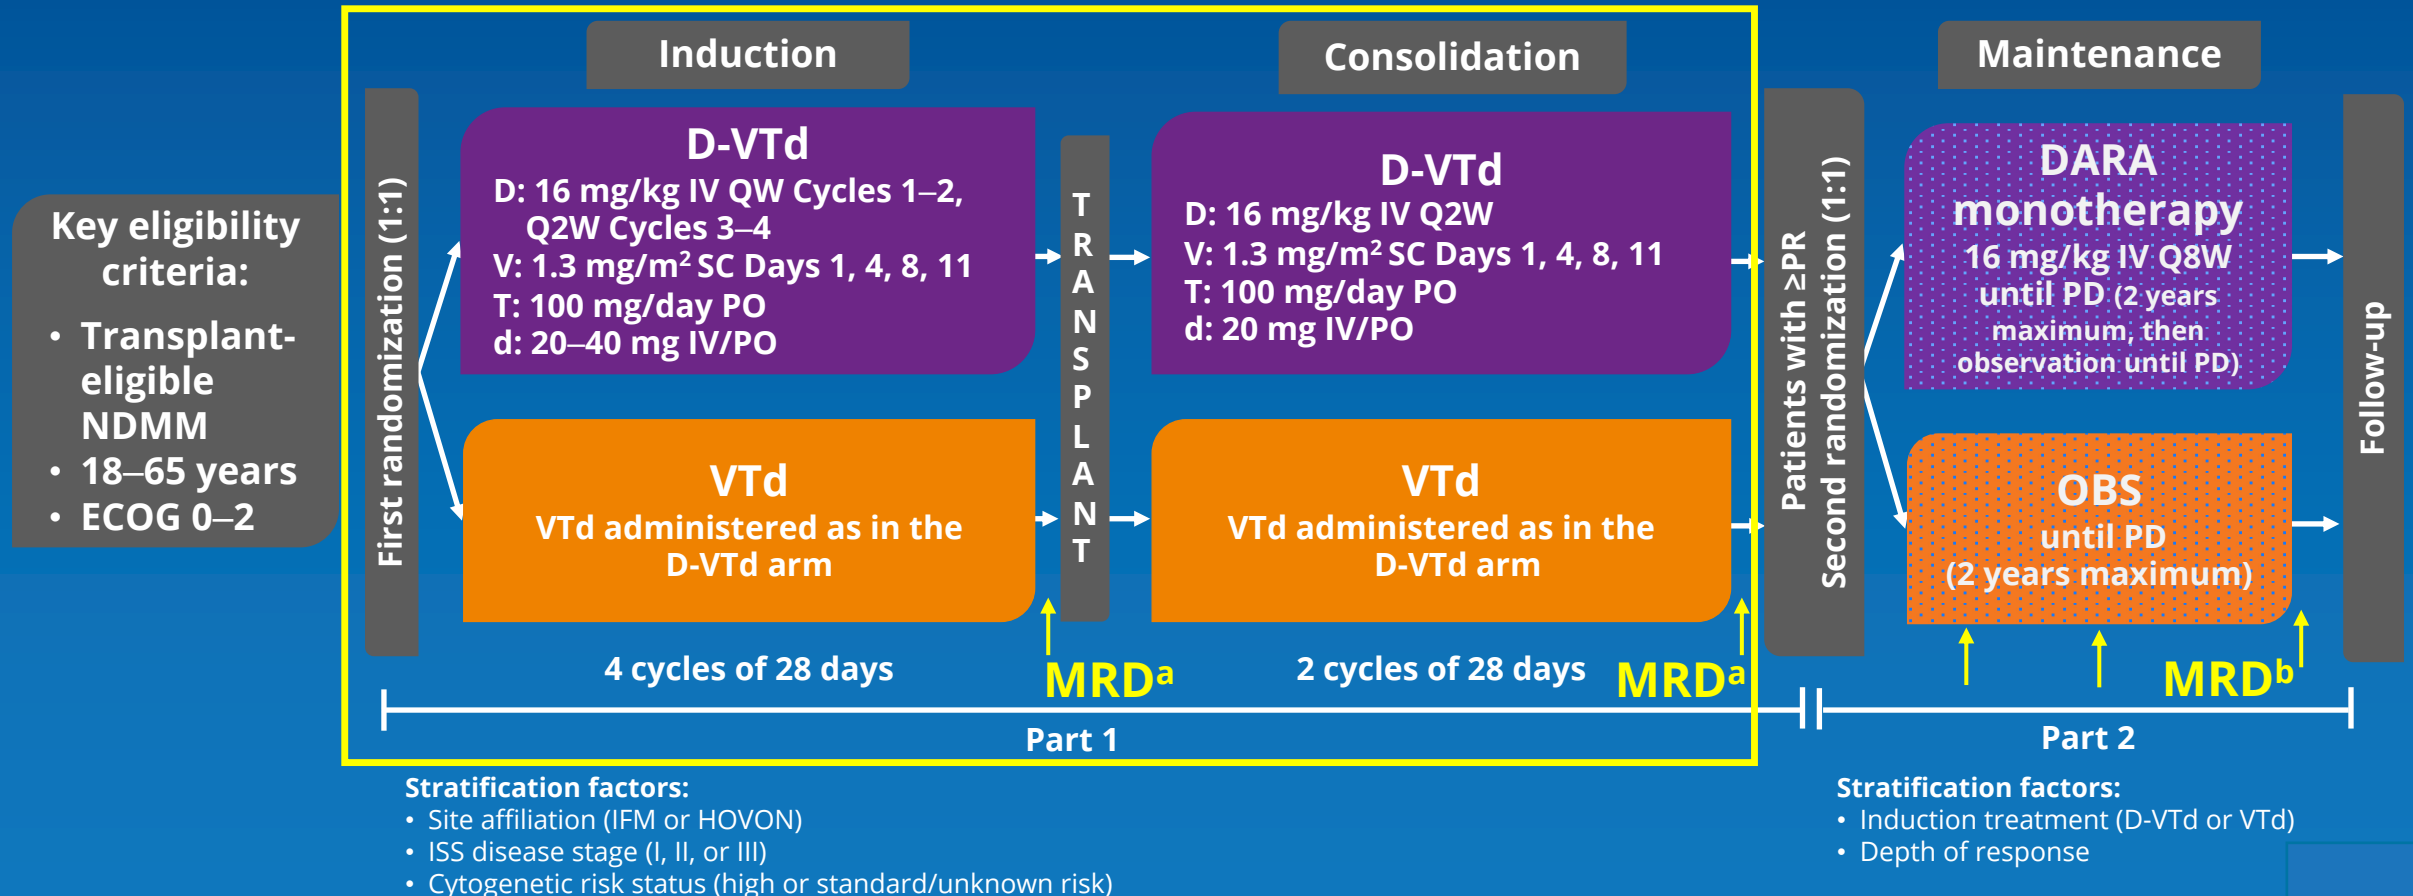 Key eligibility
criteria:
• Transplant-
eligible
NDMM
• 18–65 years
• ECOG 0–2
First randomization (1:1)
Induction
D-VTd
D: 16 mg/kg IV QW Cycles 1–2,
Q2W Cycles 3–4
V: 1.3 mg/m² SC Days 1, 4, 8, 11
T: 100 mg/day PO
d: 20–40 mg IV/PO
VTd
VTd administered as in the
D-VTd arm
4 cycles of 28 days
MRDᵃ
TRANSPLANT
Consolidation
D-VTd
D: 16 mg/kg IV Q2W
V: 1.3 mg/m² SC Days 1, 4, 8, 11
T: 100 mg/day PO
d: 20 mg IV/PO
VTd
VTd administered as in the
D-VTd arm
2 cycles of 28 days
MRDᵃ
Part 1
Patients with ≥PR
Second randomization (1:1)
Maintenance
DARA
monotherapy
16 mg/kg IV Q8W
until PD (2 years
maximum, then
observation until PD)
OBS
until PD
(2 years maximum)
MRDᵇ
Part 2
Follow-up
Stratification factors:
• Site affiliation (IFM or HOVON)
• ISS disease stage (I, II, or III)
• Cytogenetic risk status (high or standard/unknown risk)
Stratification factors:
• Induction treatment (D-VTd or VTd)
• Depth of response